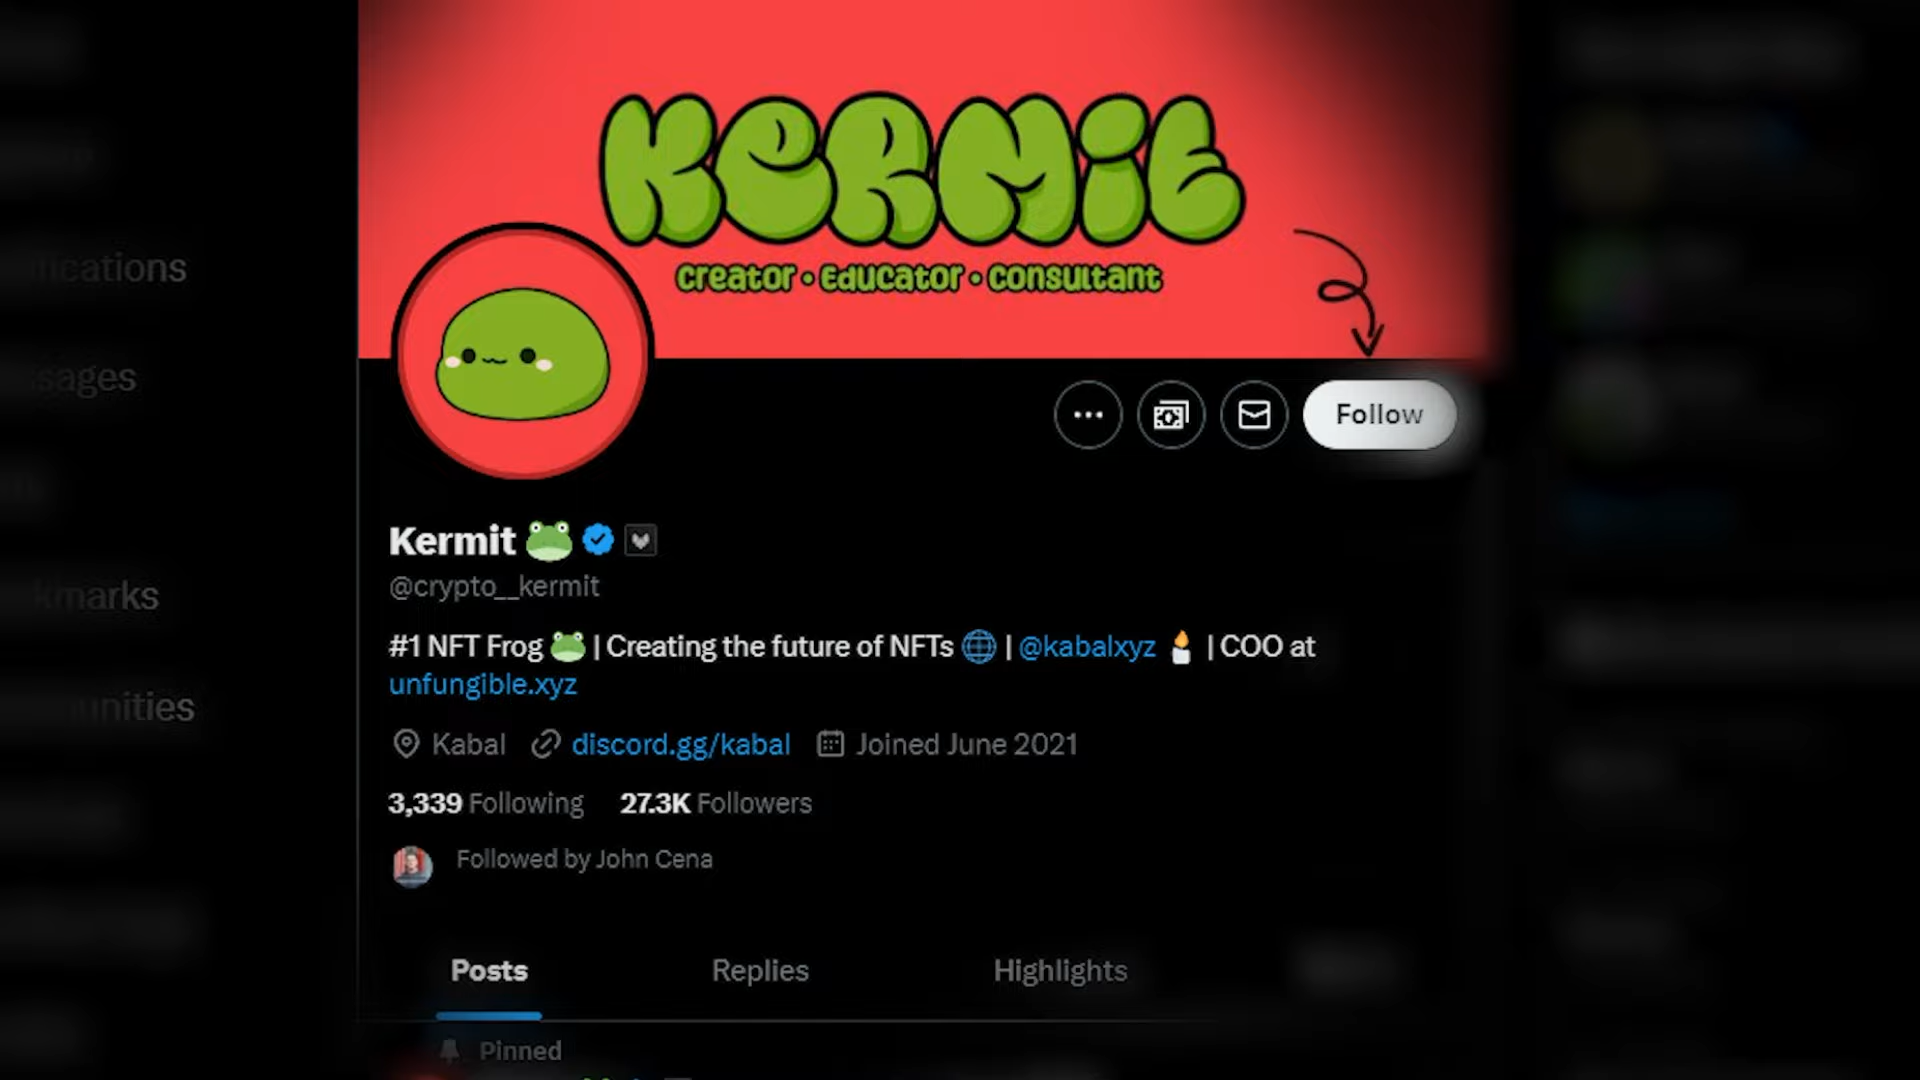 KERMIT
creator • Educator • consultant
Follow
Kermit 🐸
@crypto__kermit
#1 NFT Frog 🐸 | Creating the future of NFTs 🌐 | @kabalxyz 🕯️ | COO at
unfungible.xyz
Kabal discord.gg/kabal Joined June 2021
3,339 Following 27.3K Followers
Followed by John Cena
Posts Replies Highlights
Pinned